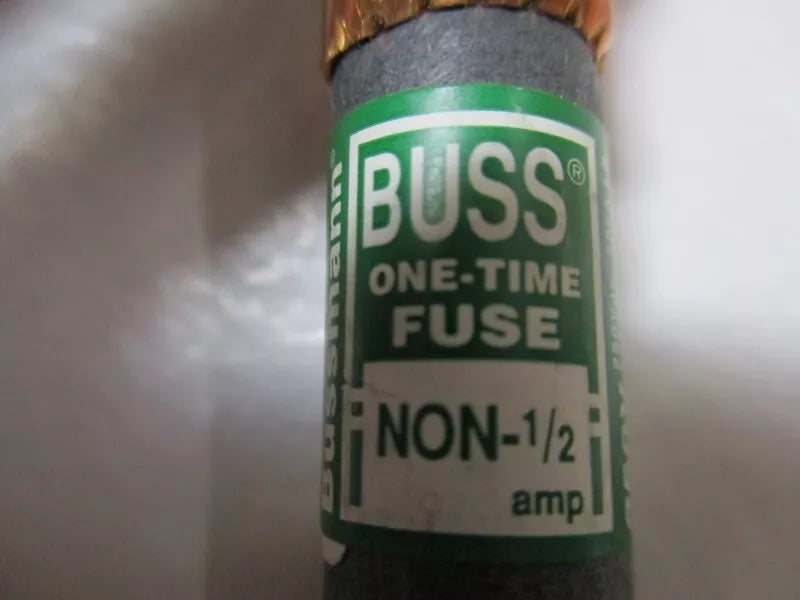 BUSS®
ONE-TIME
FUSE
NON-1/2
amp
Bussmann®